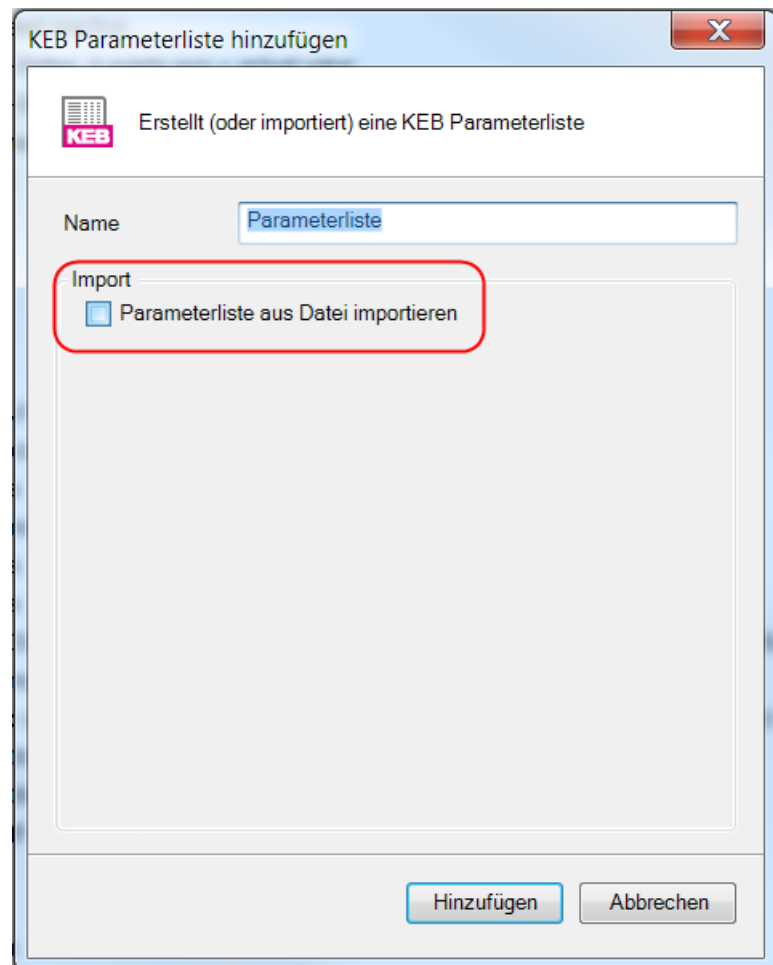 KEB Parameterliste hinzufügen
X
KEB
Erstellt (oder importiert) eine KEB Parameterliste
Name
Parameterliste
Import
Parameterliste aus Datei importieren
Hinzufügen
Abbrechen